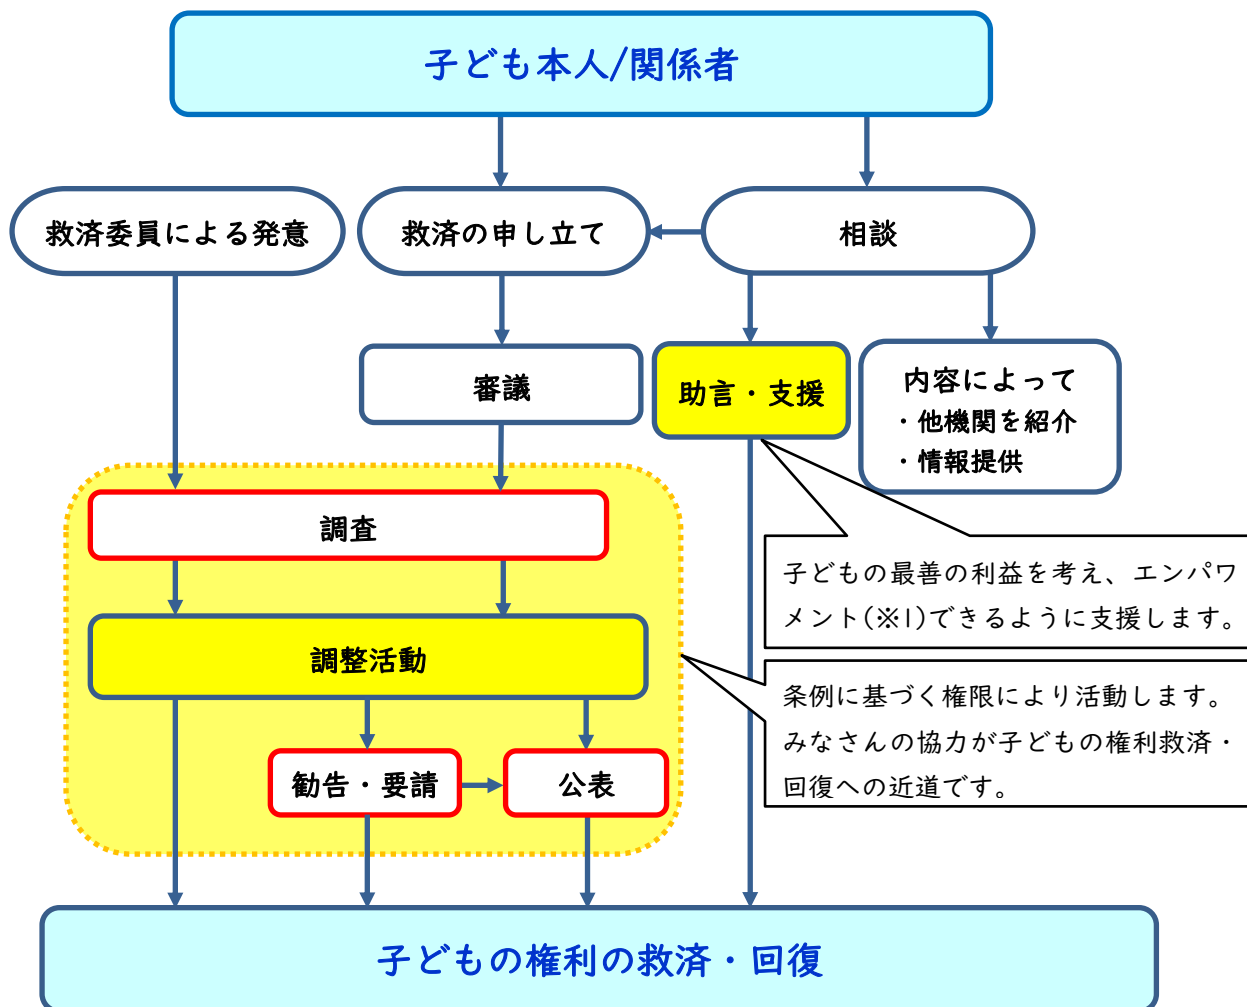 子ども本人/関係者
救済委員による発意
救済の申し立て
相談
審議
助言・支援
内容によって
・他機関を紹介
・情報提供
調査
子どもの最善の利益を考え、エンパワ
メント(※1)できるように支援します。
調整活動
条例に基づく権限により活動します。
みなさんの協力が子どもの権利救済・
回復への近道です。
勧告・要請
公表
子どもの権利の救済・回復